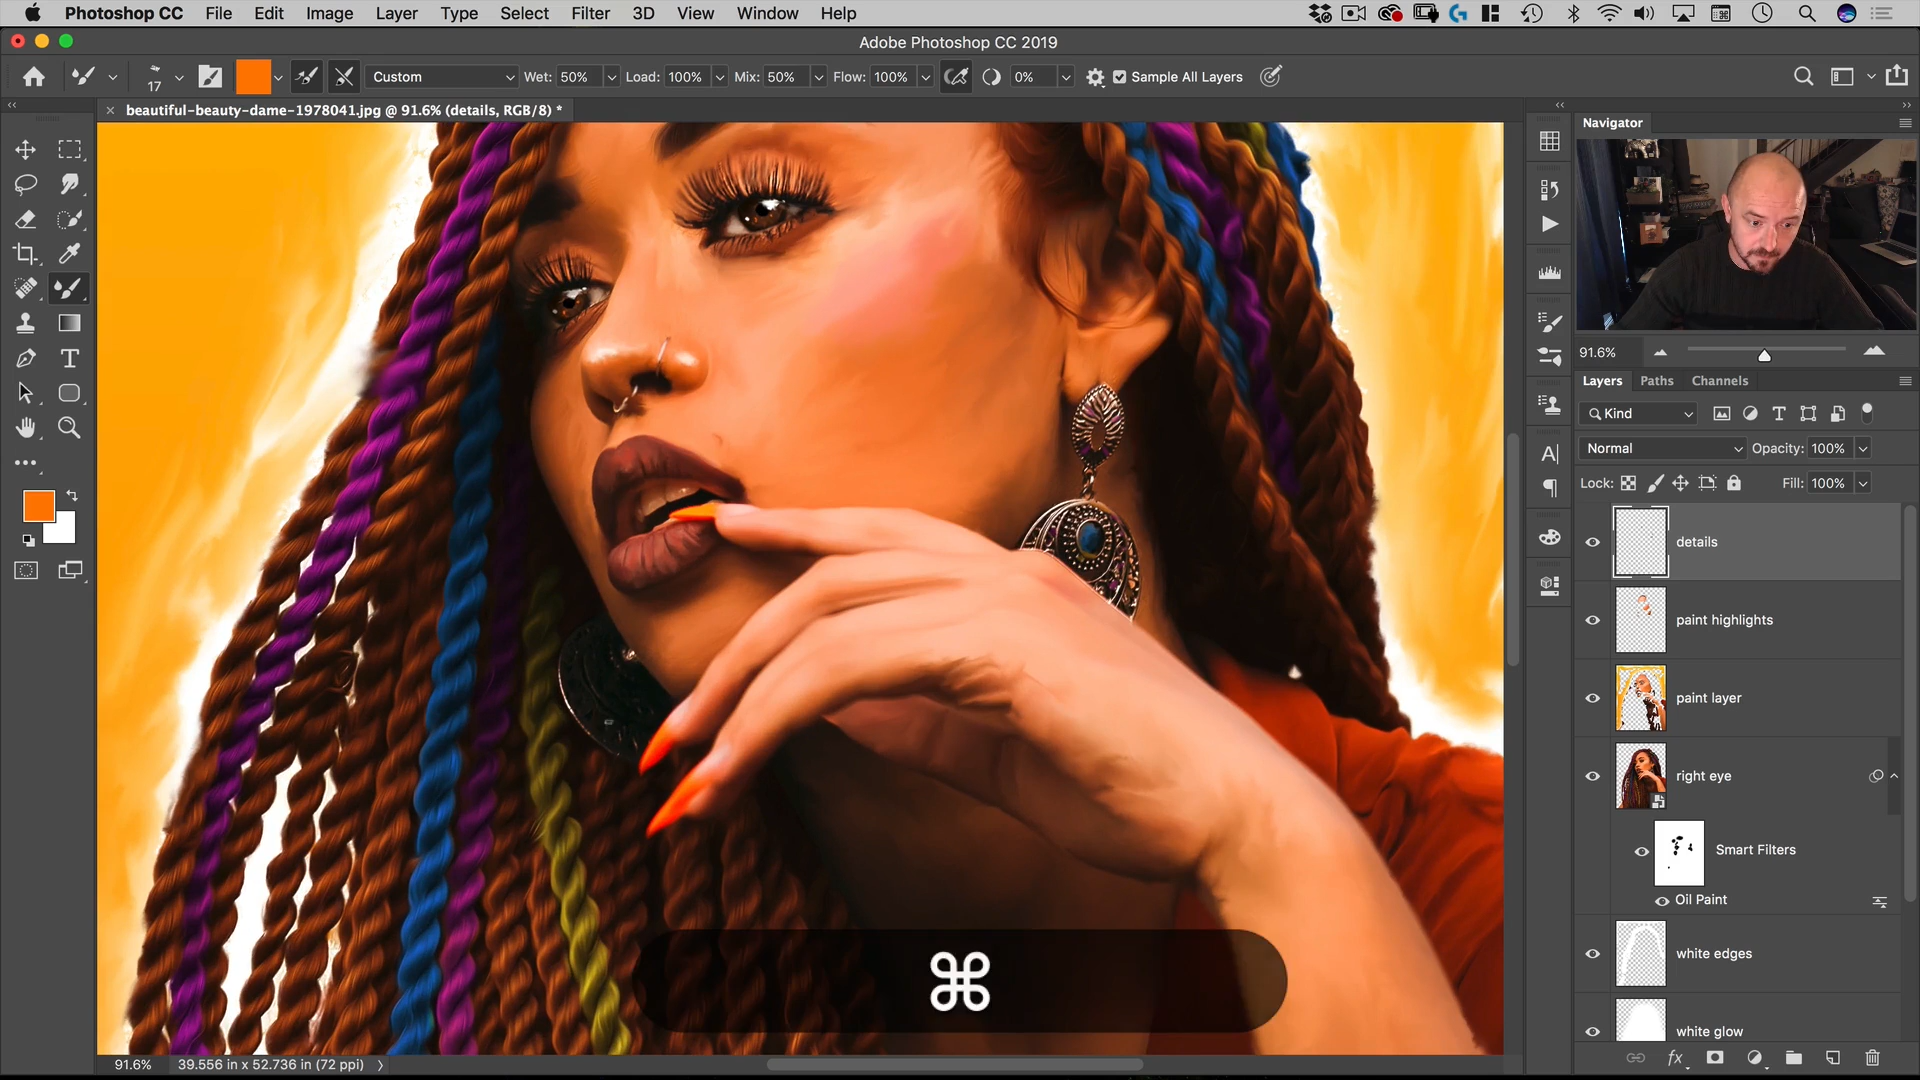 Photoshop CC File Edit Image Layer Type Select Filter 3D View Window Help
Adobe Photoshop CC 2019
17 Custom Wet: 50% Load: 100% Mix: 50% Flow: 100% 0% Sample All Layers
beautiful-beauty-dame-1978041.jpg @ 91.6% (details, RGB/8) *
Navigator
91.6%
Layers Paths Channels
Kind
Normal Opacity: 100%
Lock: Fill: 100%
details
paint highlights
paint layer
right eye
Smart Filters
Oil Paint
white edges
white glow
⌘
91.6% 39.556 in x 52.736 in (72 ppi)